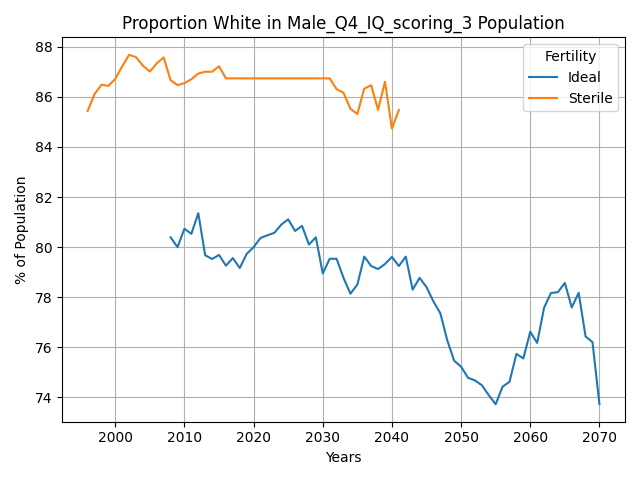 Proportion White in Male_Q4_IQ_scoring_3 Population
Fertility
Ideal
Sterile
% of Population
88
86
84
82
80
78
76
74
2000
2010
2020
2030
2040
2050
2060
2070
Years